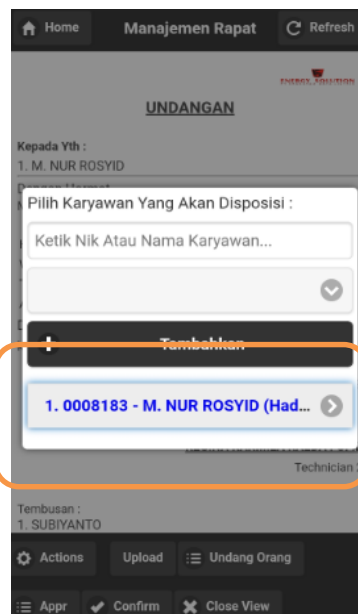 Home
Manajemen Rapat
Refresh
ENERGY SOLUTION
UNDANGAN
Kepada Yth :
1. M. NUR ROSYID
Pilih Karyawan Yang Akan Disposisi :
Ketik Nik Atau Nama Karyawan...
Tambahkan
1. 0008183 - M. NUR ROSYID (Had...
Technician
Tembusan :
1. SUBIYANTO
Actions
Upload
Undang Orang
Appr
Confirm
Close View